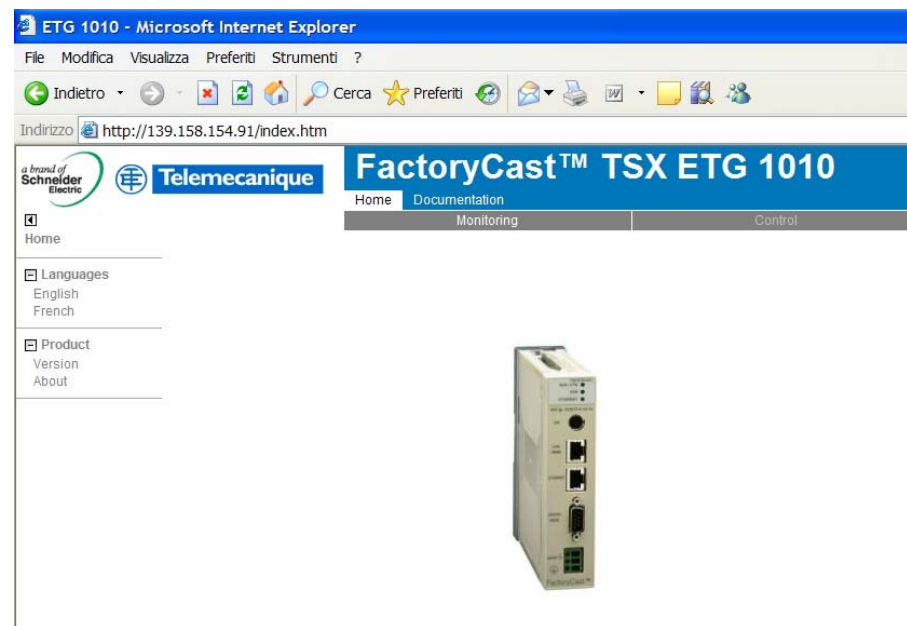 ETG 1010 - Microsoft Internet Explorer
File Modifica Visualizza Preferiti Strumenti ?
Indietro Cerca Preferiti
Indirizzo http://139.158.154.91/index.htm
a brand of
Schneider
Electric
Telemecanique
FactoryCast™ TSX ETG 1010
Home Documentation
Monitoring Control
Home
Languages
English
French
Product
Version
About
FactoryCast™